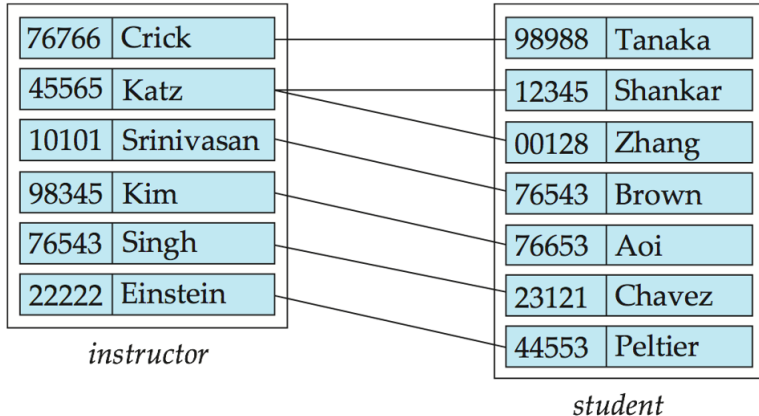 76766 Crick
45565 Katz
10101 Srinivasan
98345 Kim
76543 Singh
22222 Einstein
instructor
98988 Tanaka
12345 Shankar
00128 Zhang
76543 Brown
76653 Aoi
23121 Chavez
44553 Peltier
student